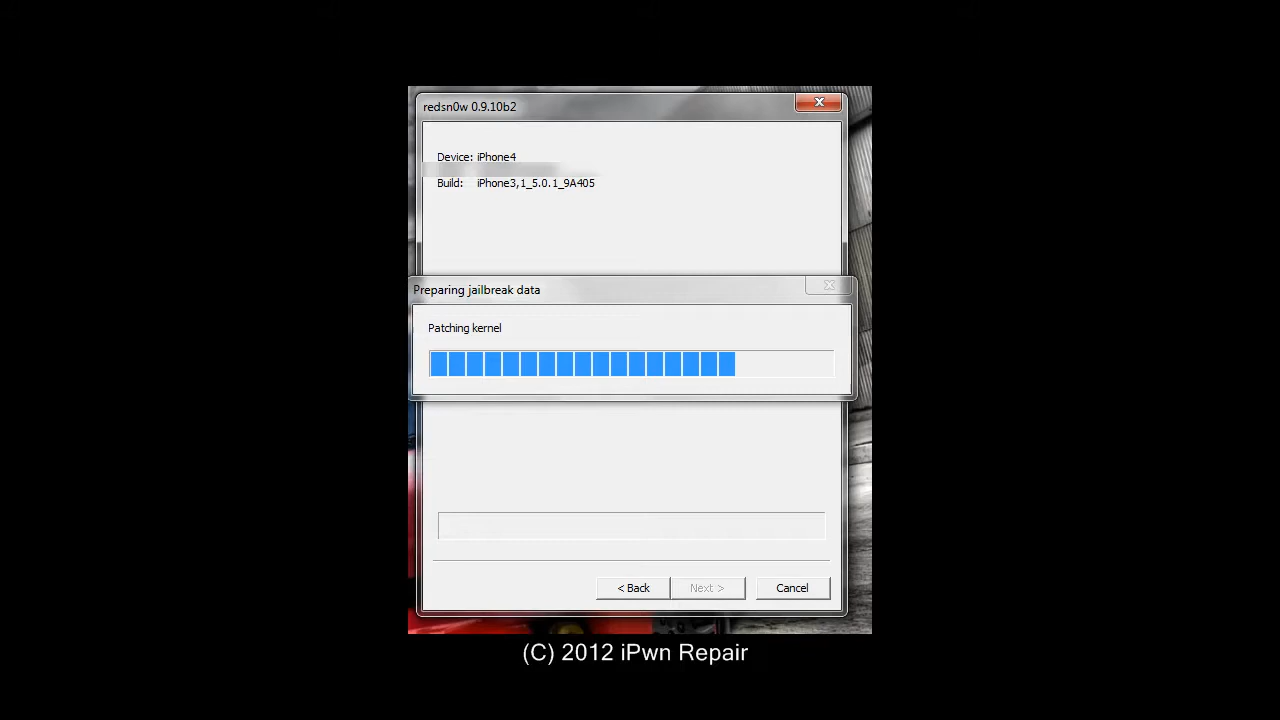 redsn0w 0.9.10b2
Device: iPhone4
Build: iPhone3,1_5.0.1_9A405
Preparing jailbreak data
Patching kernel
< Back Next > Cancel
(C) 2012 iPwn Repair